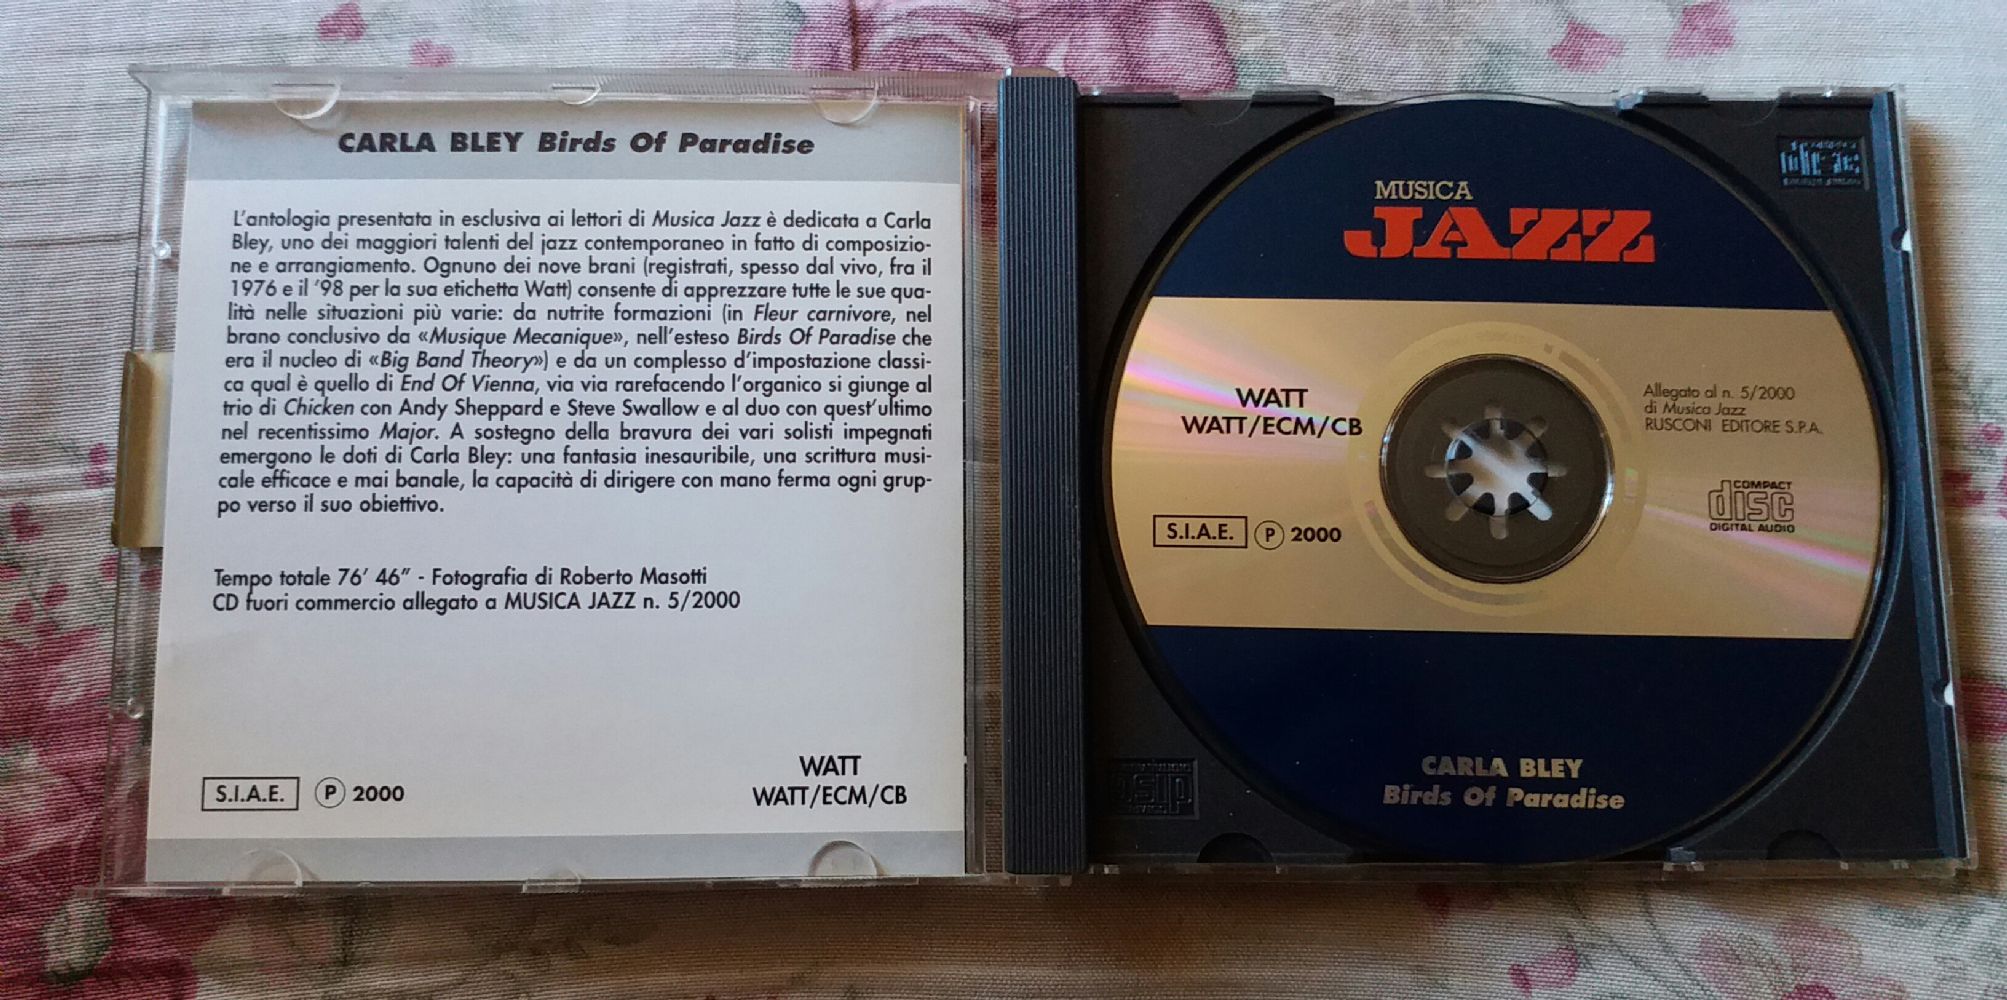 CARLA BLEY Birds Of Paradise
L'antologia presentata in esclusiva ai lettori di Musica Jazz è dedicata a Carla
Bley, uno dei maggiori talenti del jazz contemporaneo in fatto di composizio-
ne e arrangiamento. Ognuno dei nove brani (registrati, spesso dal vivo, fra il
1976 e il '98 per la sua etichetta Watt) consente di apprezzare tutte le sue qua-
lità nelle situazioni più varie: da nutrite formazioni (in Fleur carnivore, nel
brano conclusivo da «Musique Mecanique», nell'esteso Birds Of Paradise che
era il nucleo di «Big Band Theory») e da un complesso d'impostazione classi-
ca qual è quello di End Of Vienna, via via rarefacendo l'organico si giunge al
trio di Chicken con Andy Sheppard e Steve Swallow e al duo con quest'ultimo
nel recentissimo Major. A sostegno della bravura dei vari solisti impegnati
emergono le doti di Carla Bley: una fantasia inesauribile, una scrittura musi-
cale efficace e mai banale, la capacità di dirigere con mano ferma ogni grup-
po verso il suo obiettivo.
Tempo totale 76' 46" - Fotografia di Roberto Masotti
CD fuori commercio allegato a MUSICA JAZZ n. 5/2000
WATT
WATT/ECM/CB
S.I.A.E. P 2000
MUSICA
JAZZ
WATT
WATT/ECM/CB
Allegato al n. 5/2000
di Musica Jazz
RUSCONI EDITORE S.P.A.
COMPACT
disc
DIGITAL AUDIO
S.I.A.E. P 2000
CARLA BLEY
Birds Of Paradise